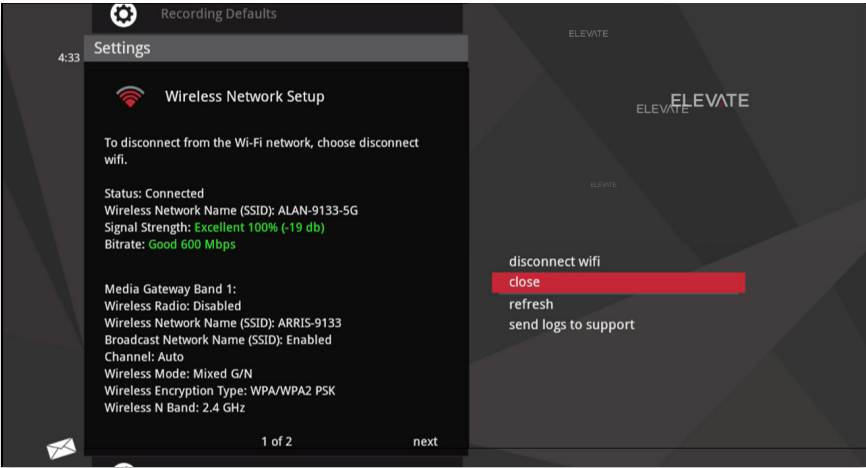 Recording Defaults
4:33
Settings
Wireless Network Setup
To disconnect from the Wi-Fi network, choose disconnect
wifi.
Status: Connected
Wireless Network Name (SSID): ALAN-9133-5G
Signal Strength: Excellent 100% (-19 db)
Bitrate: Good 600 Mbps
Media Gateway Band 1:
Wireless Radio: Disabled
Wireless Network Name (SSID): ARRIS-9133
Broadcast Network Name (SSID): Enabled
Channel: Auto
Wireless Mode: Mixed G/N
Wireless Encryption Type: WPA/WPA2 PSK
Wireless N Band: 2.4 GHz
1 of 2 next
ELEVATE
ELEVATE
ELEVATE
ELEVATE
disconnect wifi
close
refresh
send logs to support